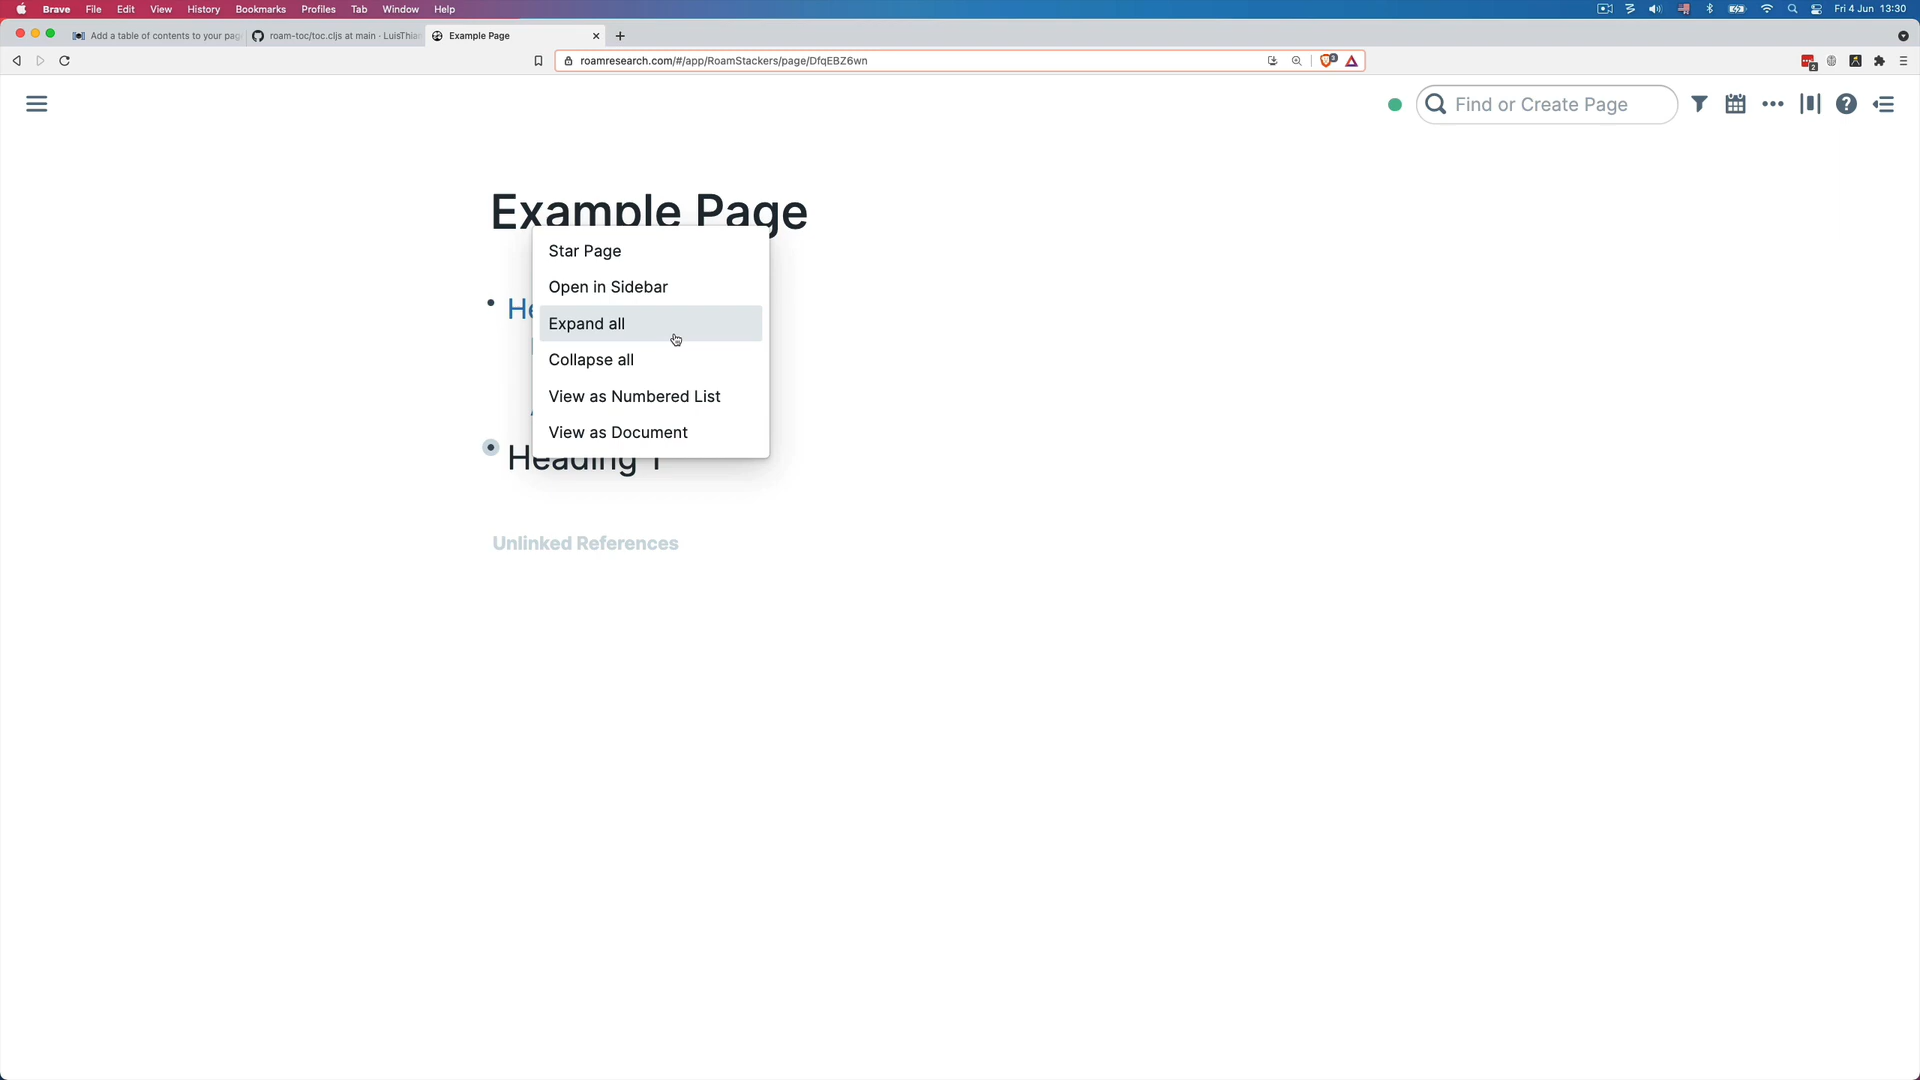 Brave File Edit View History Bookmarks Profiles Tab Window Help Fri 4 Jun 13:30
Add a table of contents to your pag roam-toc/toc.cljs at main · LuisThia Example Page
roamresearch.com/#/app/RoamStackers/page/DfqEBZ6wn
Find or Create Page
Example Page
Star Page
Open in Sidebar
He
Expand all
Collapse all
View as Numbered List
View as Document
Heading 1
Unlinked References